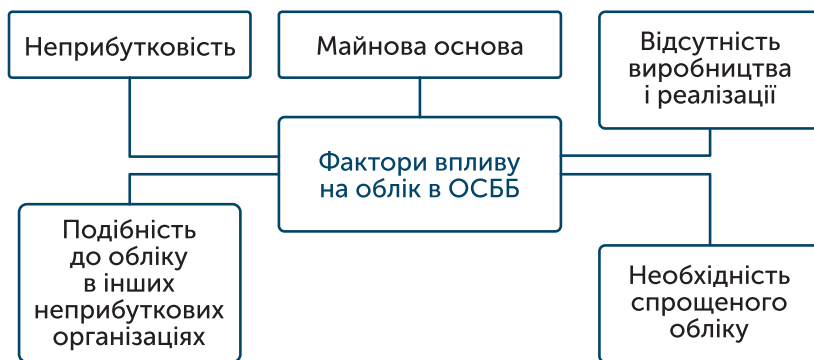 Неприбутковість
Майнова основа
Відсутність
виробництва
і реалізації
Фактори впливу
на облік в ОСББ
Подібність
до обліку
в інших
неприбуткових
організаціях
Необхідність
спрощеного
обліку